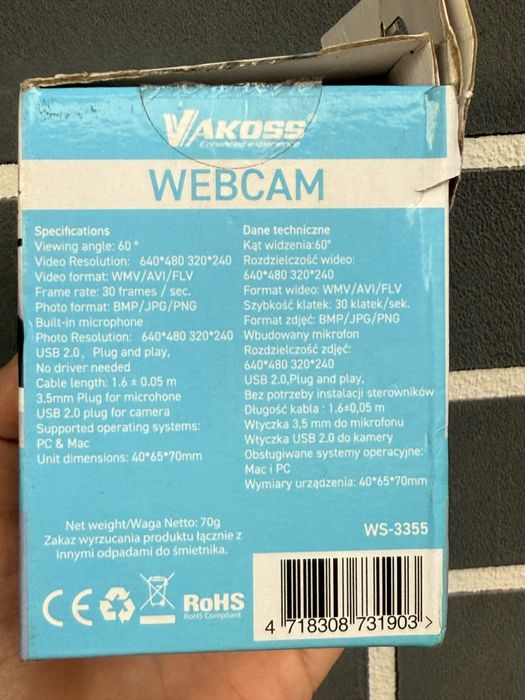 VAKOSS
Enhanced experience
WEBCAM
Specifications
Viewing angle: 60 °
Video Resolution: 640*480 320*240
Video format: WMV/AVI/FLV
Frame rate: 30 frames / sec.
Photo format: BMP/JPG/PNG
Built-in microphone
Photo Resolution: 640*480 320*240
USB 2.0, Plug and play,
No driver needed
Cable length: 1.6 ± 0.05 m
3.5mm Plug for microhone
USB 2.0 plug for camera
Supported operating systems:
PC & Mac
Unit dimensions: 40*65*70mm
Dane techniczne
Kąt widzenia:60°
Rozdzielczość wideo:
640*480 320*240
Format wideo: WMV/AVI/FLV
Szybkość klatek: 30 klatek/sek.
Format zdjęć: BMP/JPG/PNG
Wbudowany mikrofon
Rozdzielczość zdjęć:
640*480 320*240
USB 2.0,Plug and play,
Bez potrzeby instalacji sterowników
Długość kabla : 1.6±0,05 m
Wtyczka 3,5 mm do mikrofonu
Wtyczka USB 2.0 do kamery
Obsługiwane systemy operacyjne:
Mac i PC
Wymiary urządzenia: 40*65*70mm
Net weight/Waga Netto: 70g
Zakaz wyrzucania produktu łącznie z
innymi odpadami do śmietnika.
WS-3355
CE
RoHS
RoHS Compliant
4 718308 731903